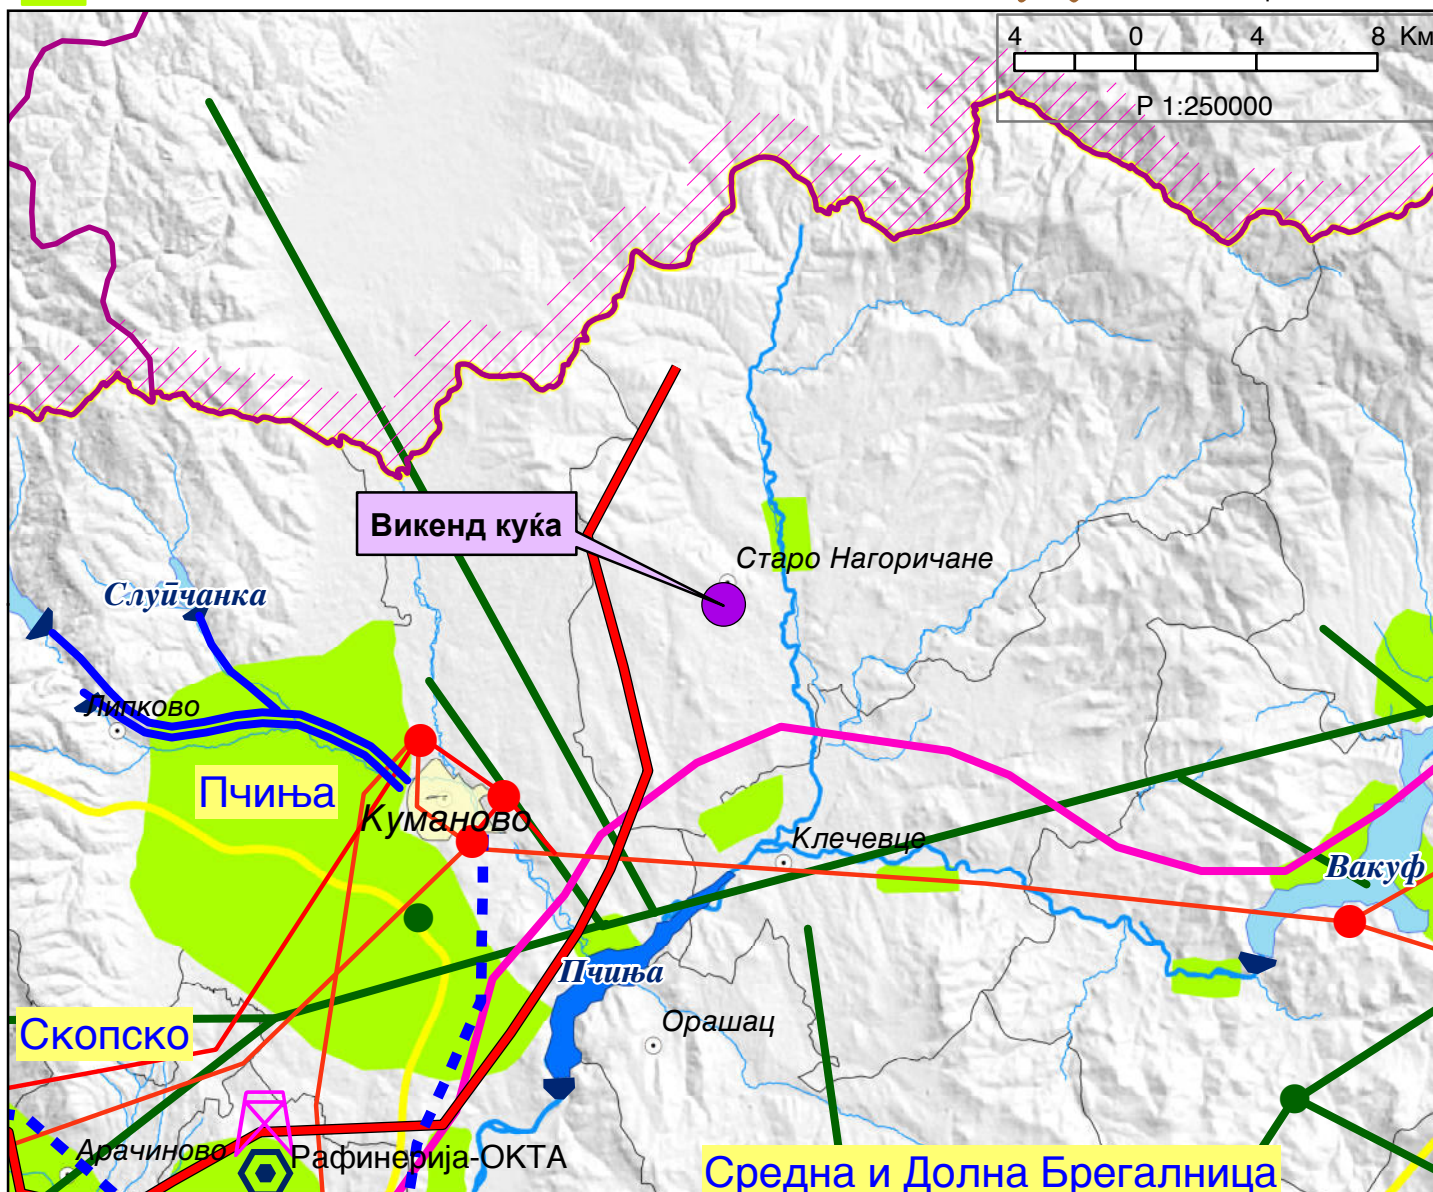 4 0 4 8 Км
Р 1:250000
Викенд куќа
Старо Нагоричане
Слупчанка
Липково
Пчиња
Куманово
Клечевце
Вакуф
Пчиња
Скопско
Орашац
Арачиново
Рафинерија-ОКТА
Средна и Долна Брегалница